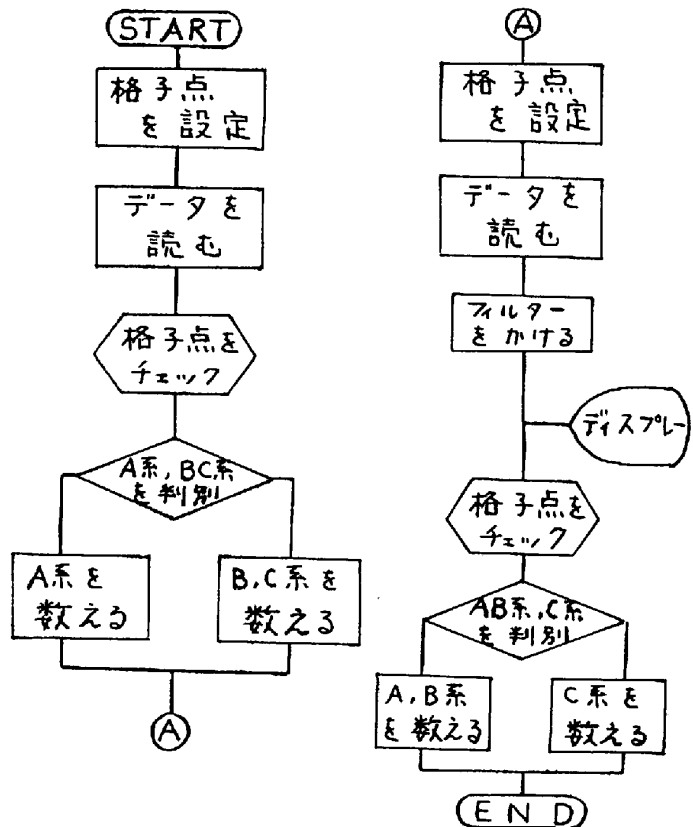 START
格子点
を設定
データを
読む
格子点を
チェック
A系,BC系
を判別
A系を
数える
B,C系を
数える
A
A
格子点
を設定
データを
読む
フィルター
をかける
ディスプレー
格子点を
チェック
AB系,C系
を判別
A,B系
を数える
C系を
数える
END